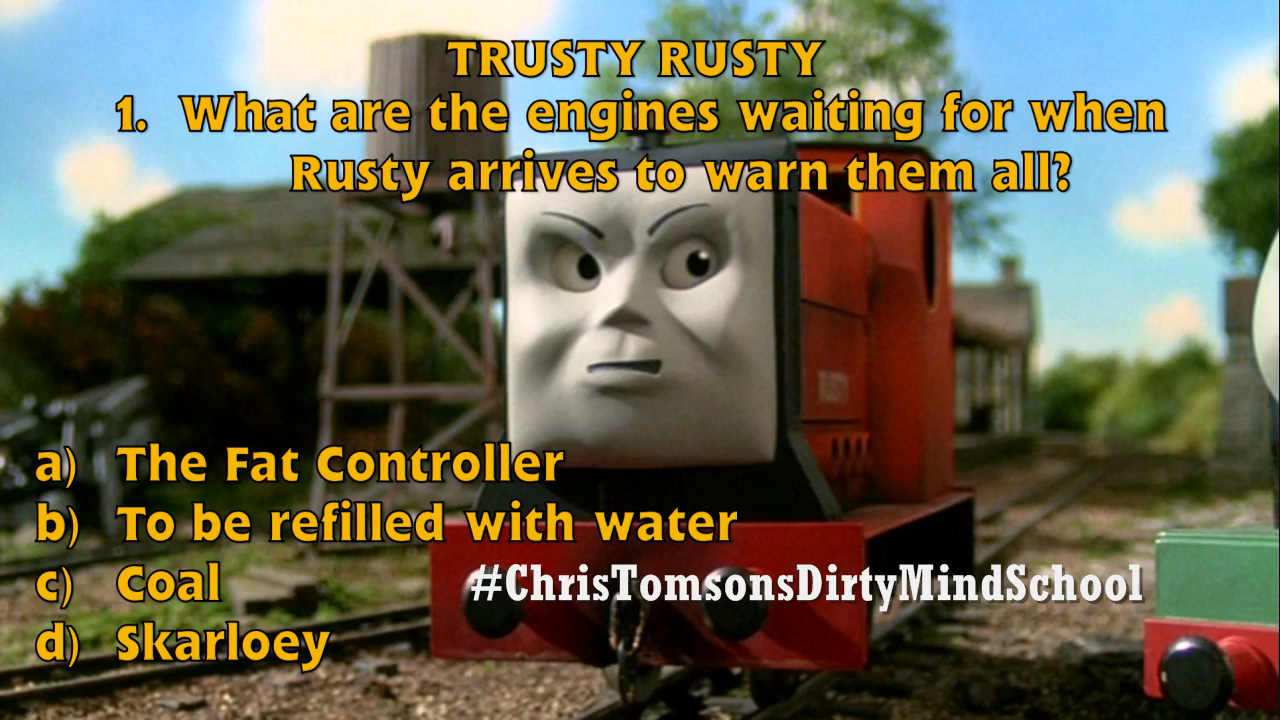 TRUSTY RUSTY
1. What are the engines waiting for when
Rusty arrives to warn them all?
a) The Fat Controller
b) To be refilled with water
c) Coal
#ChrisTomsonsDirtyMindSchool
d) Skarloey
RUSTY